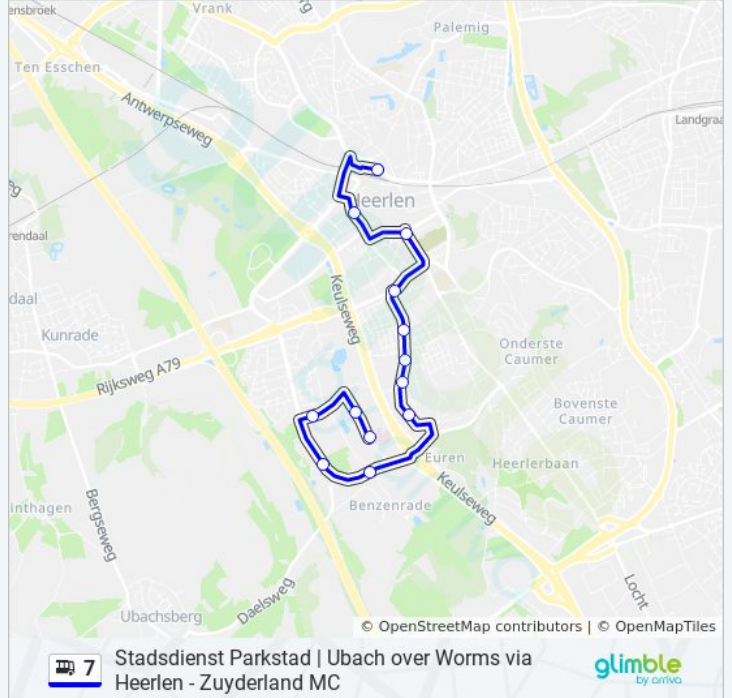 ensbroek
Vrank
Palemig
Ten Esschen
Antwerpseweg
Landgraa
Heerlen
rendaal
daal
Keulseweg
Kunrade
Onderste
Caumer
Rijksweg A79
Bovenste
Caumer
Euren
Heerlerbaan
inthagen
Bergseweg
Benzenrade
Keulseweg
Daelsweg
Locht
Ubachsberg
© OpenStreetMap contributors | © OpenMapTiles
7
Stadsdienst Parkstad | Ubach over Worms via
Heerlen - Zuyderland MC
glimble
by arriva